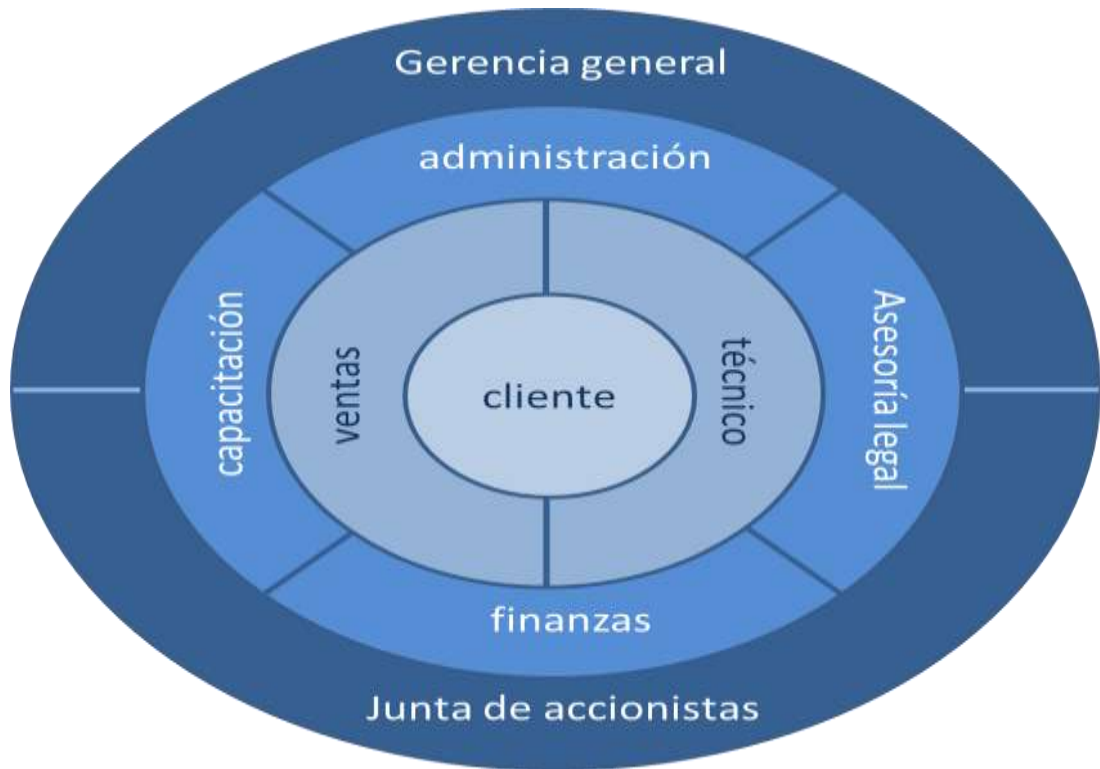 Gerencia general
administración
capacitación
ventas
cliente
técnico
Asesoría legal
finanzas
Junta de accionistas